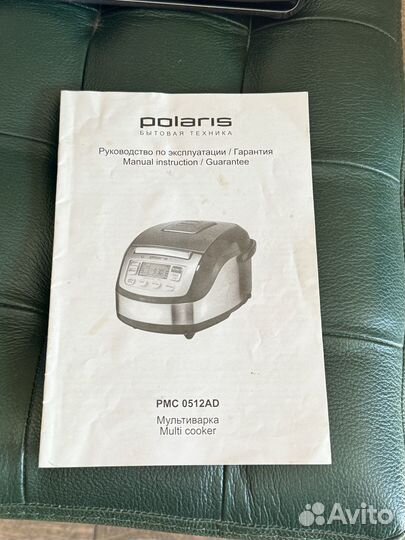 polaris
БЫТОВАЯ ТЕХНИКА
Руководство по эксплуатации / Гарантия
Manual instruction / Guarantee
PMC 0512AD
Мультиварка
Multi cooker
Avito